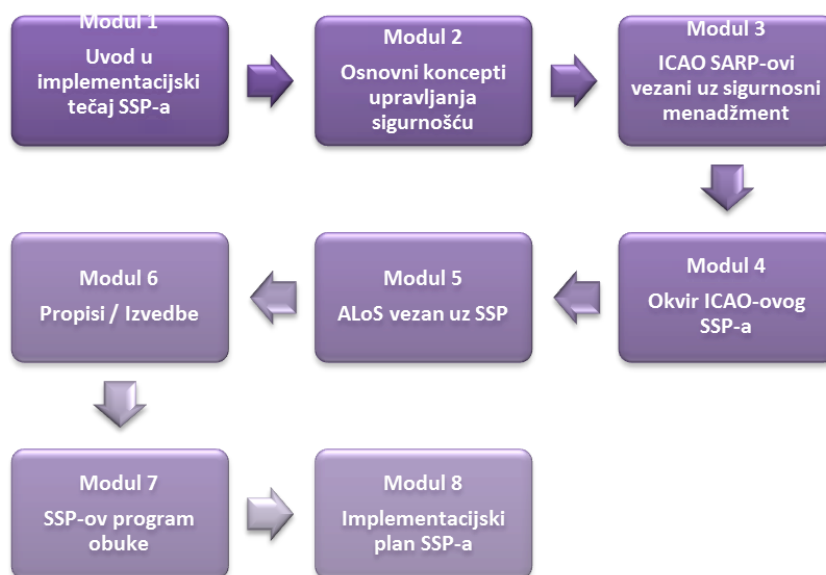 Modul 1
Uvod u
implementacijski
tečaj SSP-a
Modul 2
Osnovni koncepti
upravljanja
sigurnošću
Modul 3
ICAO SARP-ovi
vezani uz sigurnosni
menadžment
Modul 4
Okvir ICAO-ovog
SSP-a
Modul 5
ALoS vezan uz SSP
Modul 6
Propisi / Izvedbe
Modul 7
SSP-ov program
obuke
Modul 8
Implementacijski
plan SSP-a